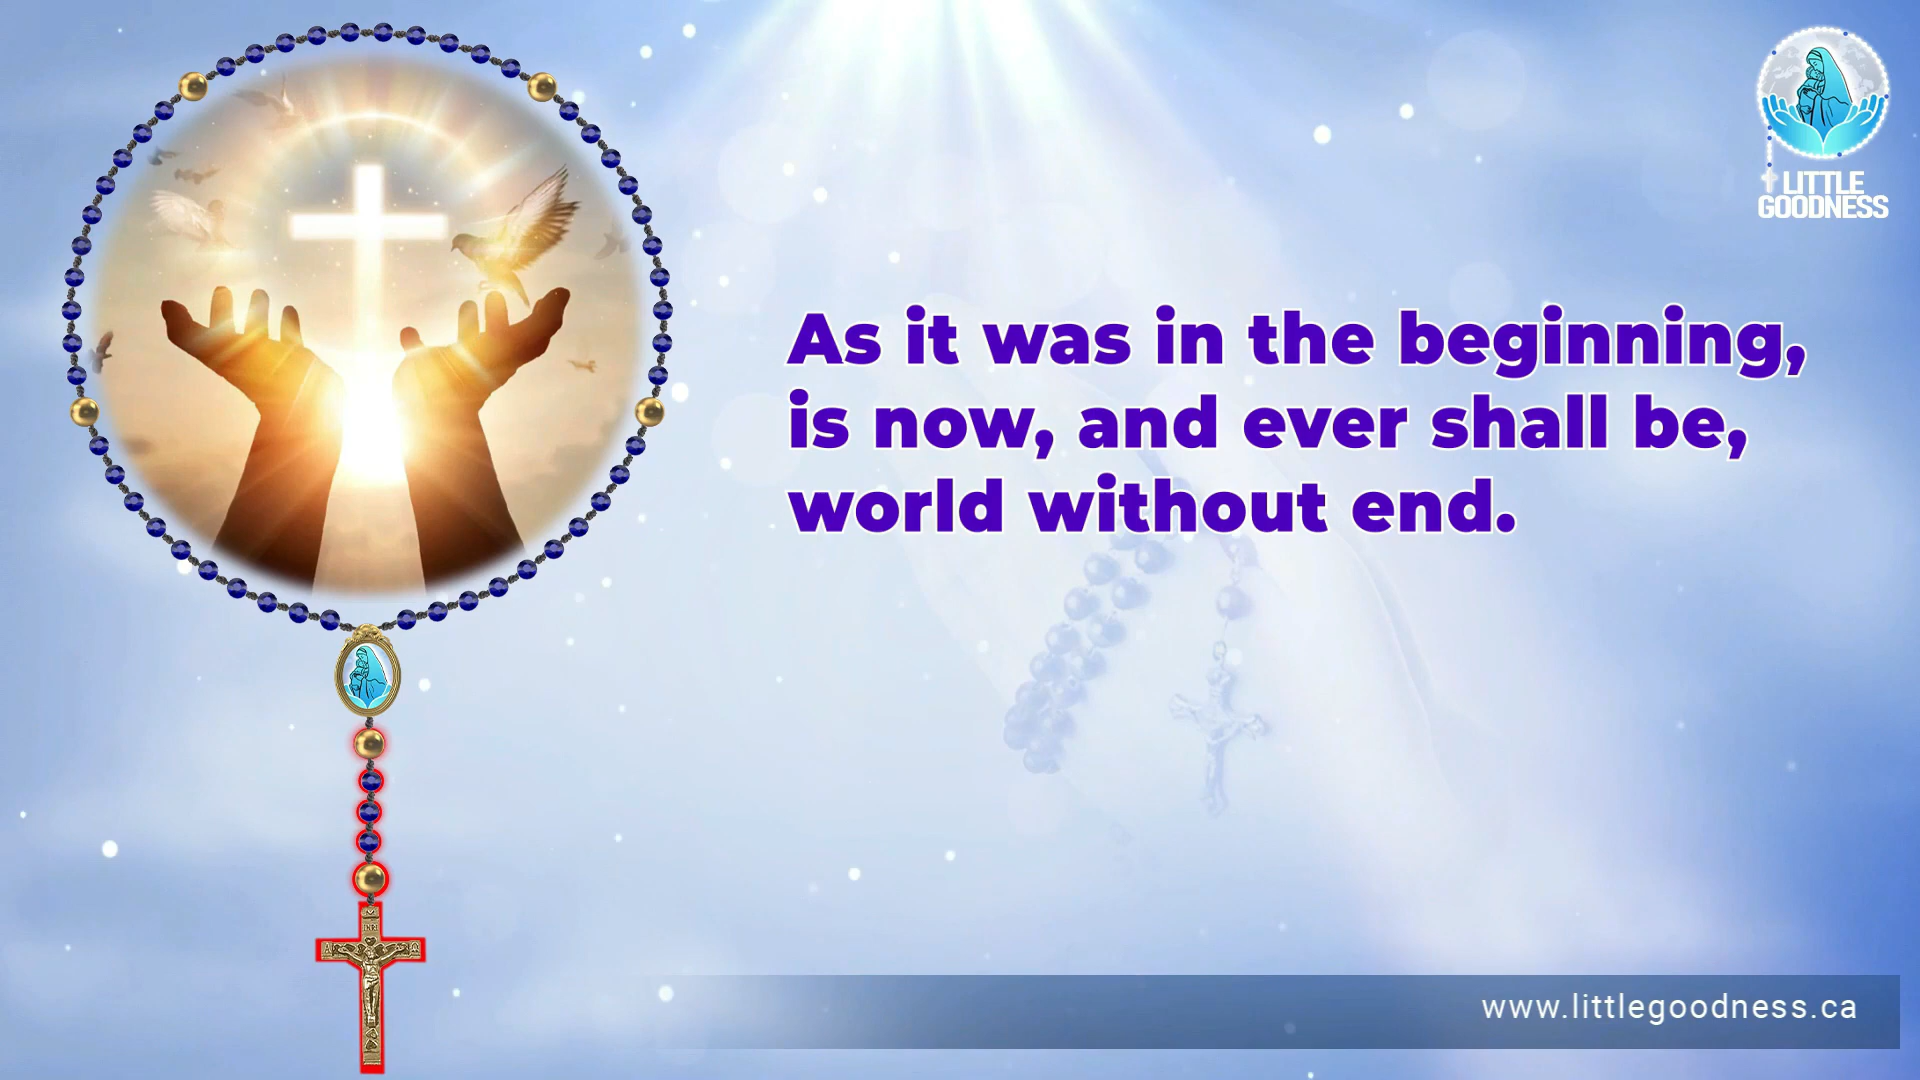 LITTLE
GOODNESS
As it was in the beginning,
is now, and ever shall be,
world without end.
INRI
www.littlegoodness.ca